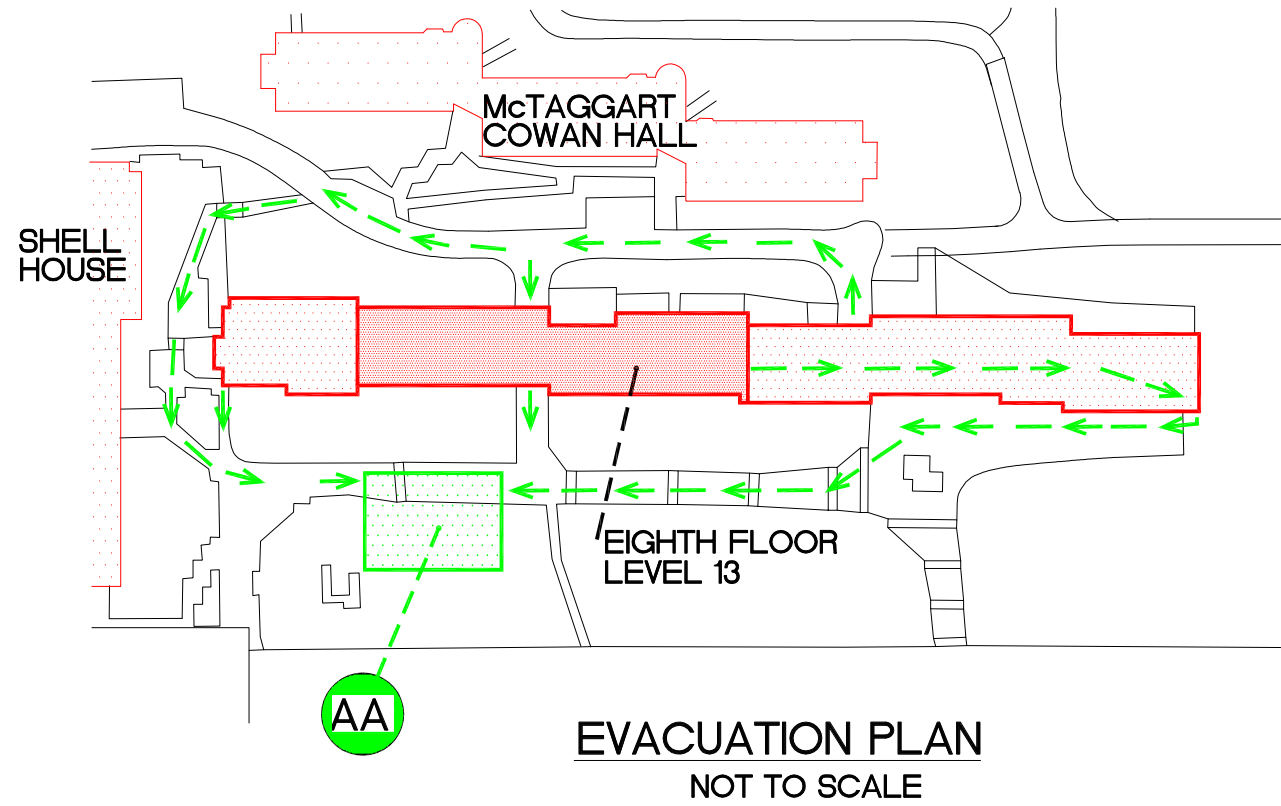 McTAGGART
COWAN HALL
SHELL
HOUSE
EIGHTH FLOOR
LEVEL 13
AA
EVACUATION PLAN
NOT TO SCALE